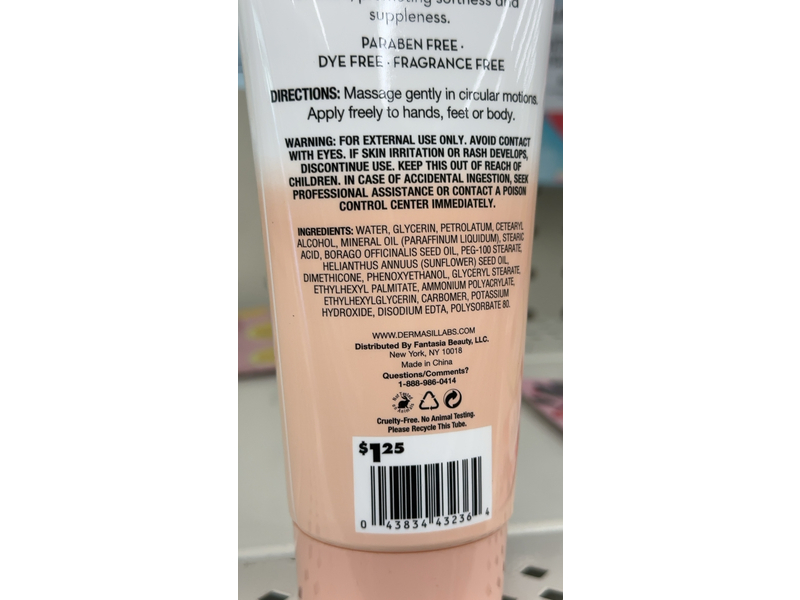 softness and
suppleness.
PARABEN FREE ·
DYE FREE · FRAGRANCE FREE
DIRECTIONS: Massage gently in circular motions.
Apply freely to hands, feet or body.
WARNING: FOR EXTERNAL USE ONLY. AVOID CONTACT
WITH EYES. IF SKIN IRRITATION OR RASH DEVELOPS,
DISCONTINUE USE. KEEP THIS OUT OF REACH OF
CHILDREN. IN CASE OF ACCIDENTAL INGESTION, SEEK
PROFESSIONAL ASSISTANCE OR CONTACT A POISON
CONTROL CENTER IMMEDIATELY.
INGREDIENTS: WATER, GLYCERIN, PETROLATUM, CETEARYL
ALCOHOL, MINERAL OIL (PARAFFINUM LIQUIDUM), STEARIC
ACID, BORAGO OFFICINALIS SEED OIL, PEG-100 STEARATE,
HELIANTHUS ANNUUS (SUNFLOWER) SEED OIL,
DIMETHICONE, PHENOXYETHANOL, GLYCERYL STEARATE,
ETHYLHEXYL PALMITATE, AMMONIUM POLYACRYLATE,
ETHYLHEXYLGLYCERIN, CARBOMER, POTASSIUM
HYDROXIDE, DISODIUM EDTA, POLYSORBATE 80.
WWW.DERMASILLABS.COM
Distributed By Fantasia Beauty, LLC.
New York, NY 10018
Made in China
Questions/Comments?
1-888-986-0414
Cruelty-Free. No Animal Testing.
Please Recycle This Tube.
$1.25
0 43834 43236 4